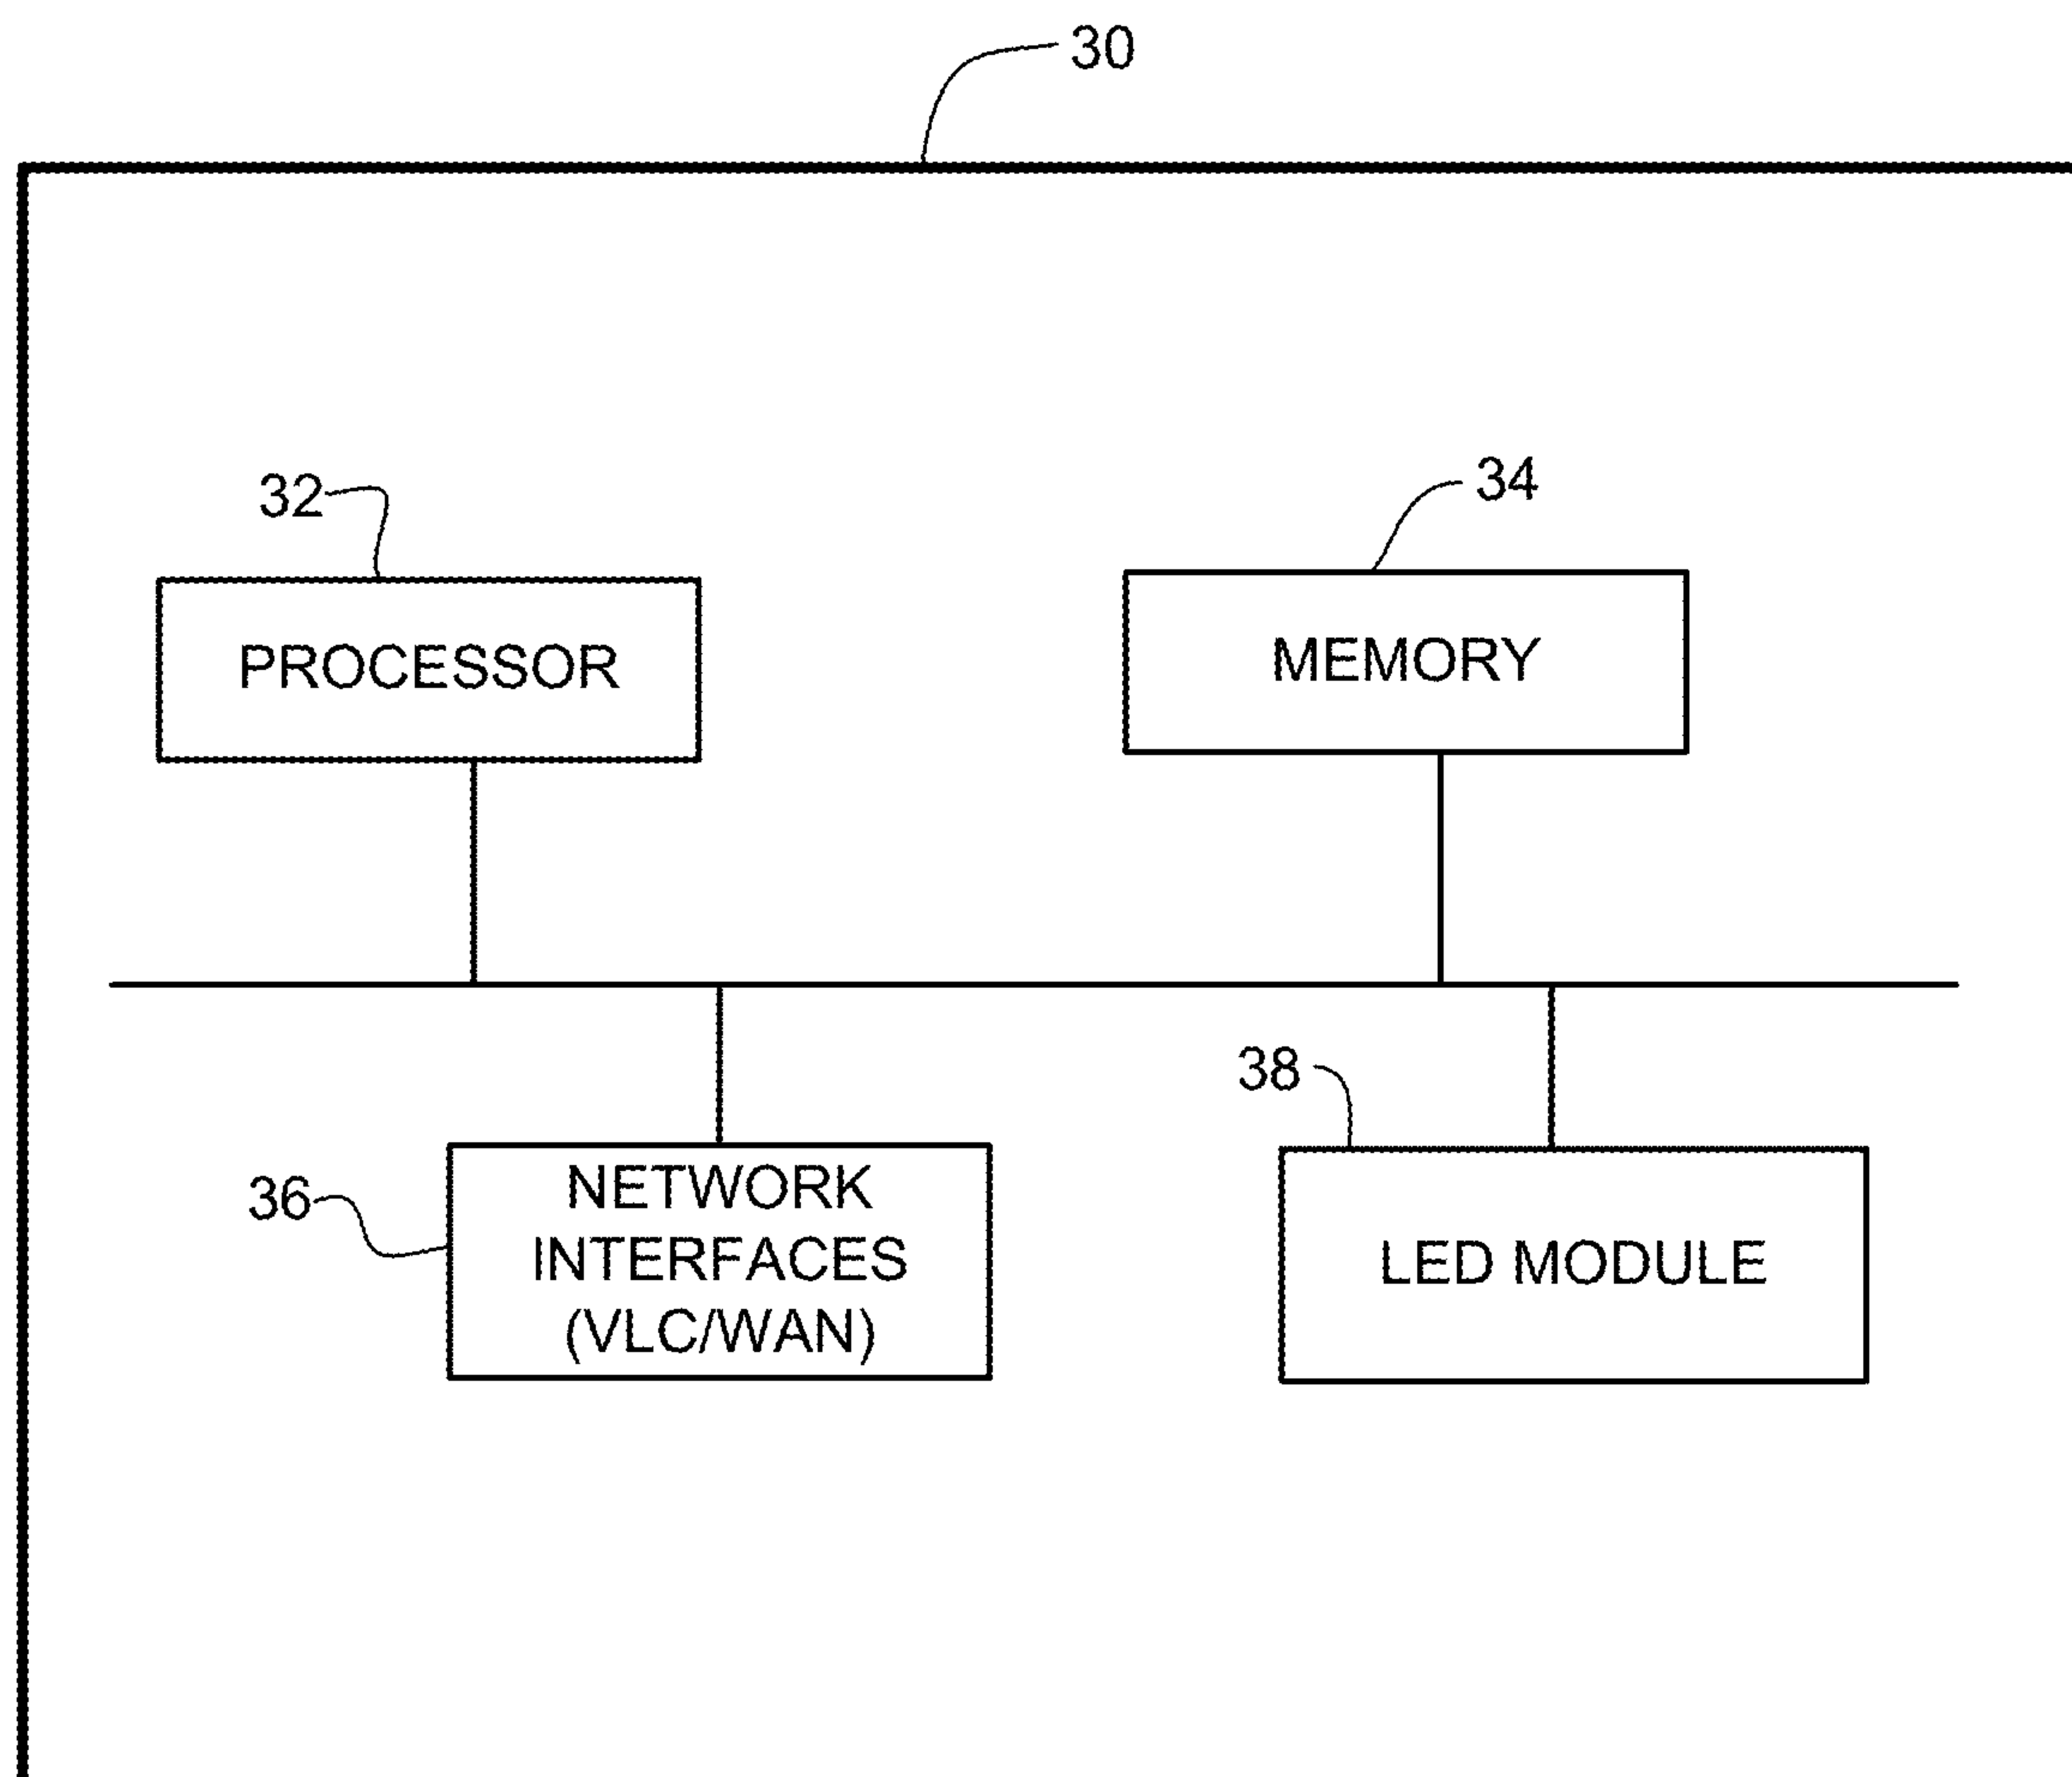 30
32
34
PROCESSOR
MEMORY
38
36
NETWORK
INTERFACES
(VLC/WAN)
LED MODULE